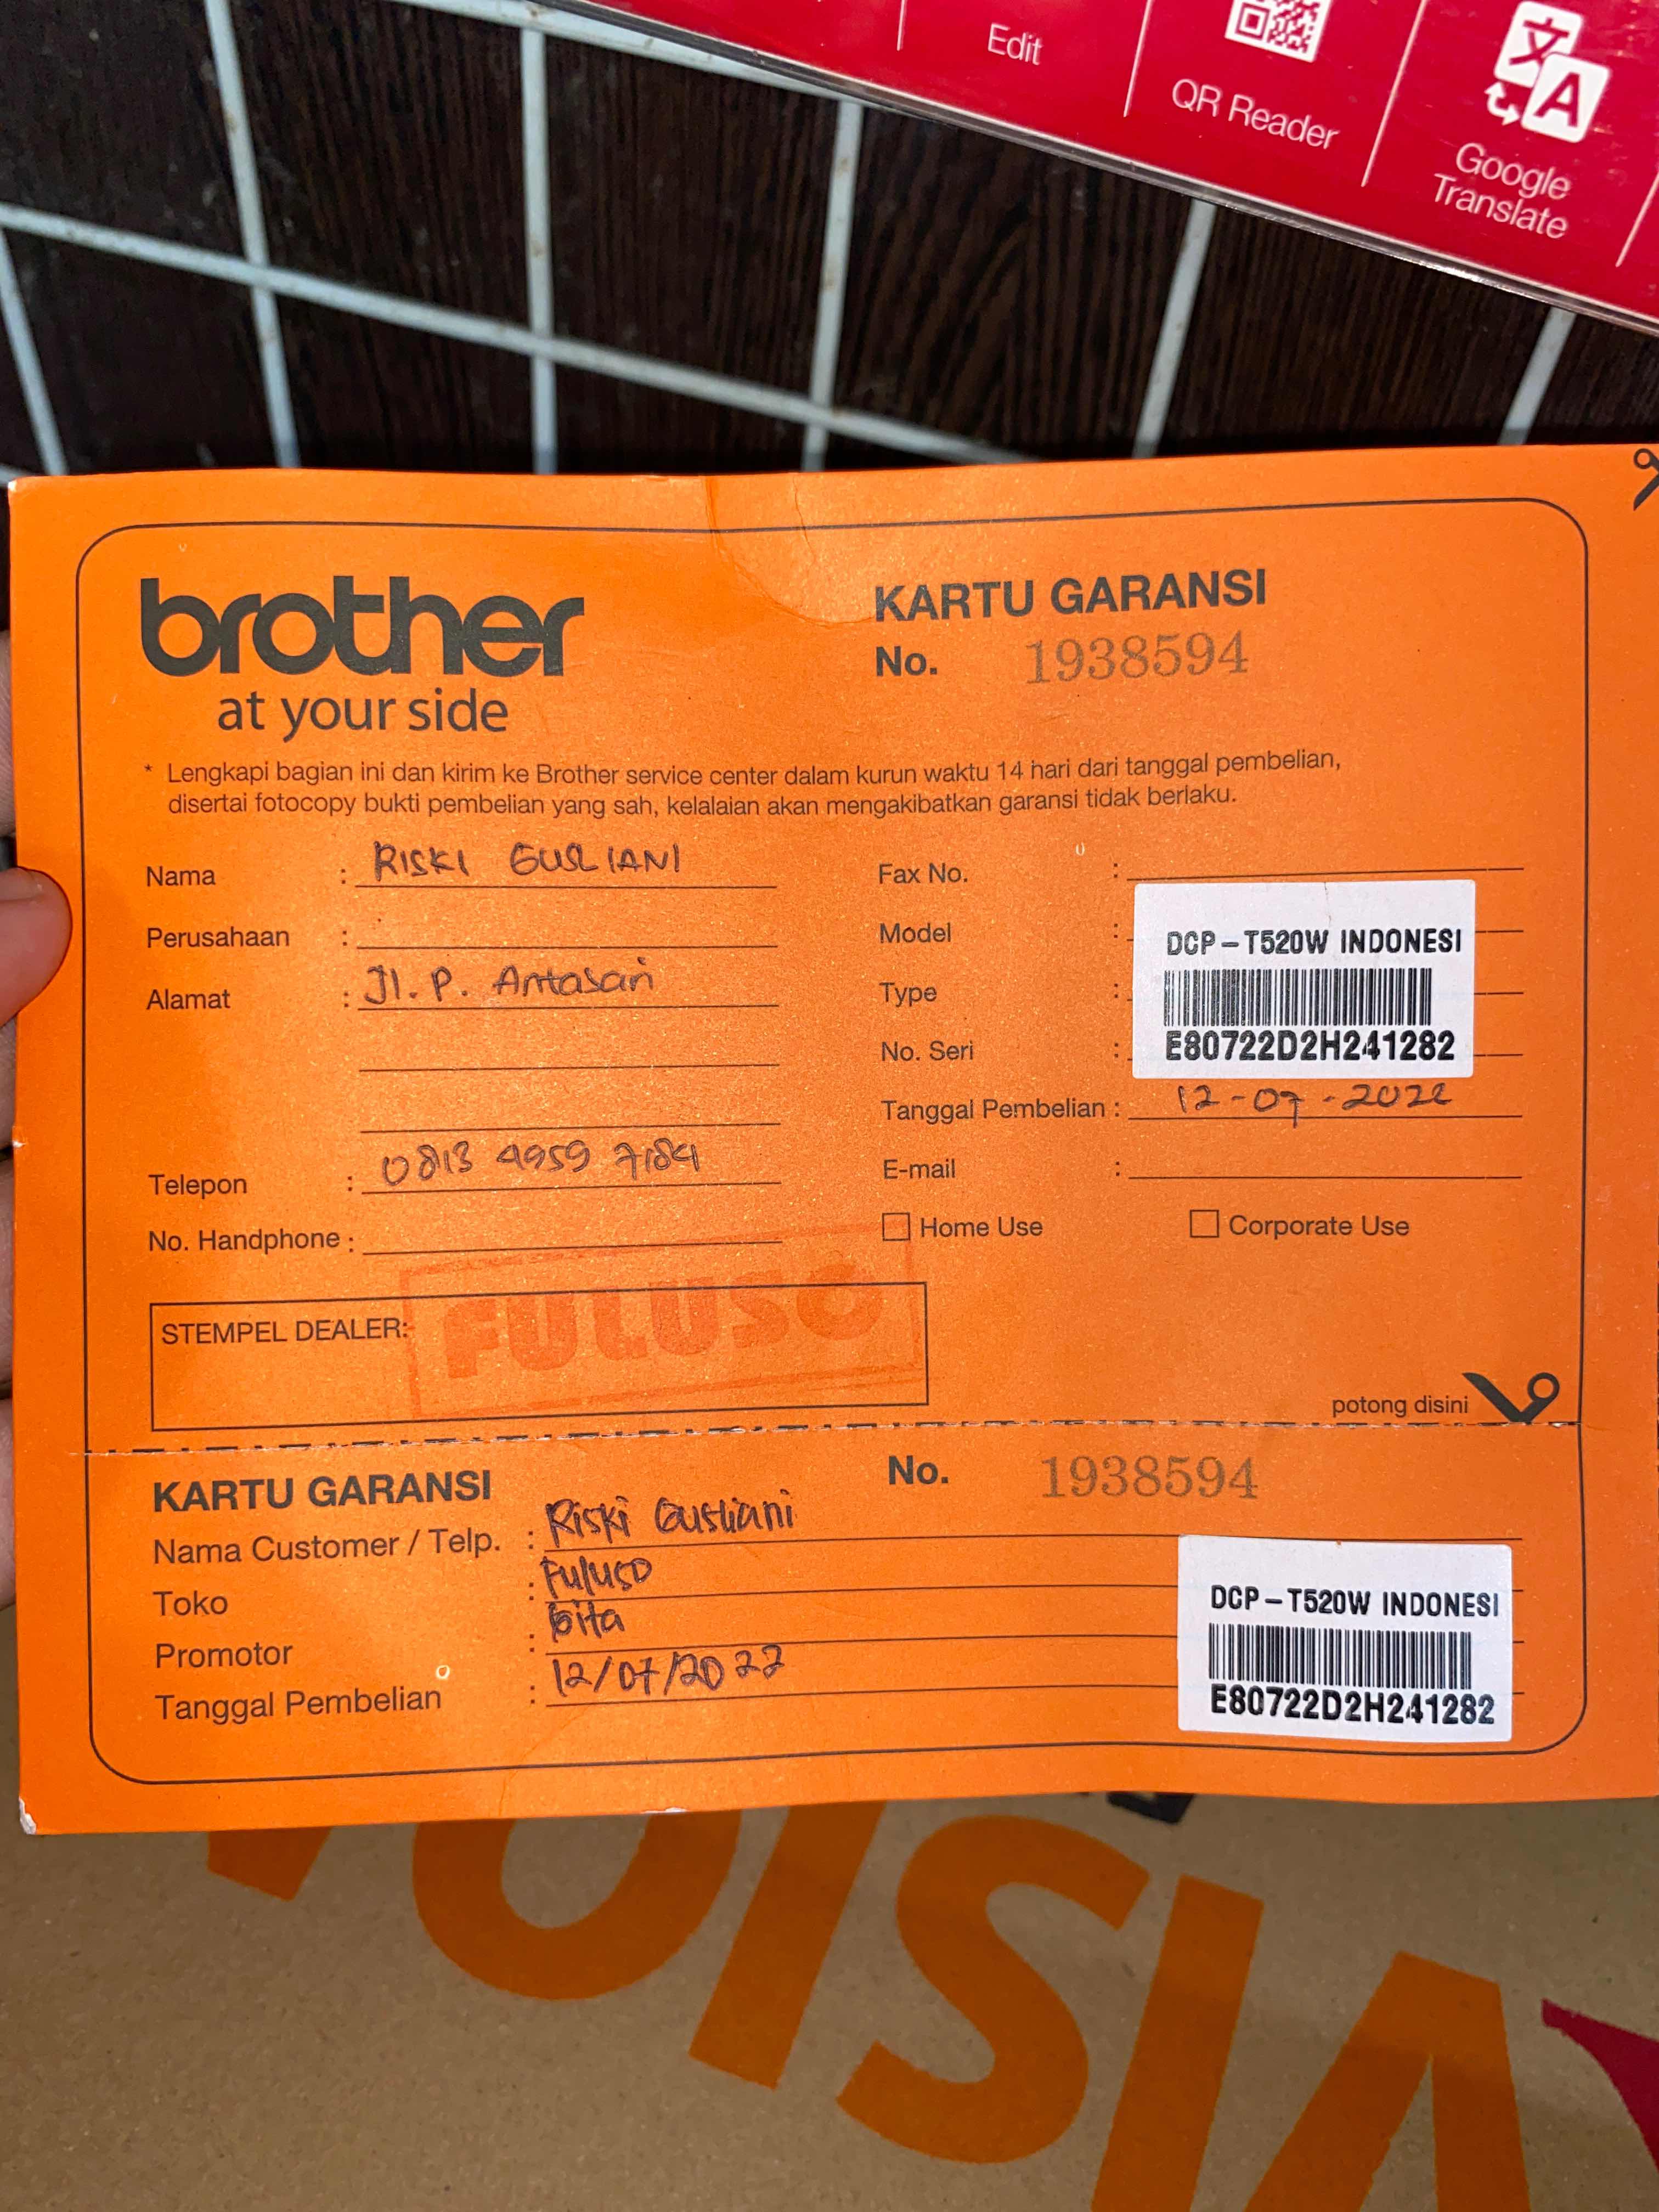 Edit
QR Reader
Google
Translate
brother
at your side
KARTU GARANSI
No. 1938594
* Lengkapi bagian ini dan kirim ke Brother service center dalam kurun waktu 14 hari dari tanggal pembelian,
disertai fotocopy bukti pembelian yang sah, kelalaian akan mengakibatkan garansi tidak berlaku.
Nama : RISKI GUSLIANI
Perusahaan :
Alamat : Jl. P. Antasari
Telepon : 0813 4959 7184
No. Handphone :
Fax No. :
Model :
Type :
No. Seri :
DCP-T520W INDONESI
E80722D2H241282
Tanggal Pembelian : 12-07-2022
E-mail :
Home Use
Corporate Use
STEMPEL DEALER:
FULUSO
potong disini
KARTU GARANSI
No. 1938594
Nama Customer / Telp. : Riski Gusliani
Toko : Fuluso
Promotor :
Tanggal Pembelian : 12/07/2022
DCP-T520W INDONESI
E80722D2H241282
VISIO